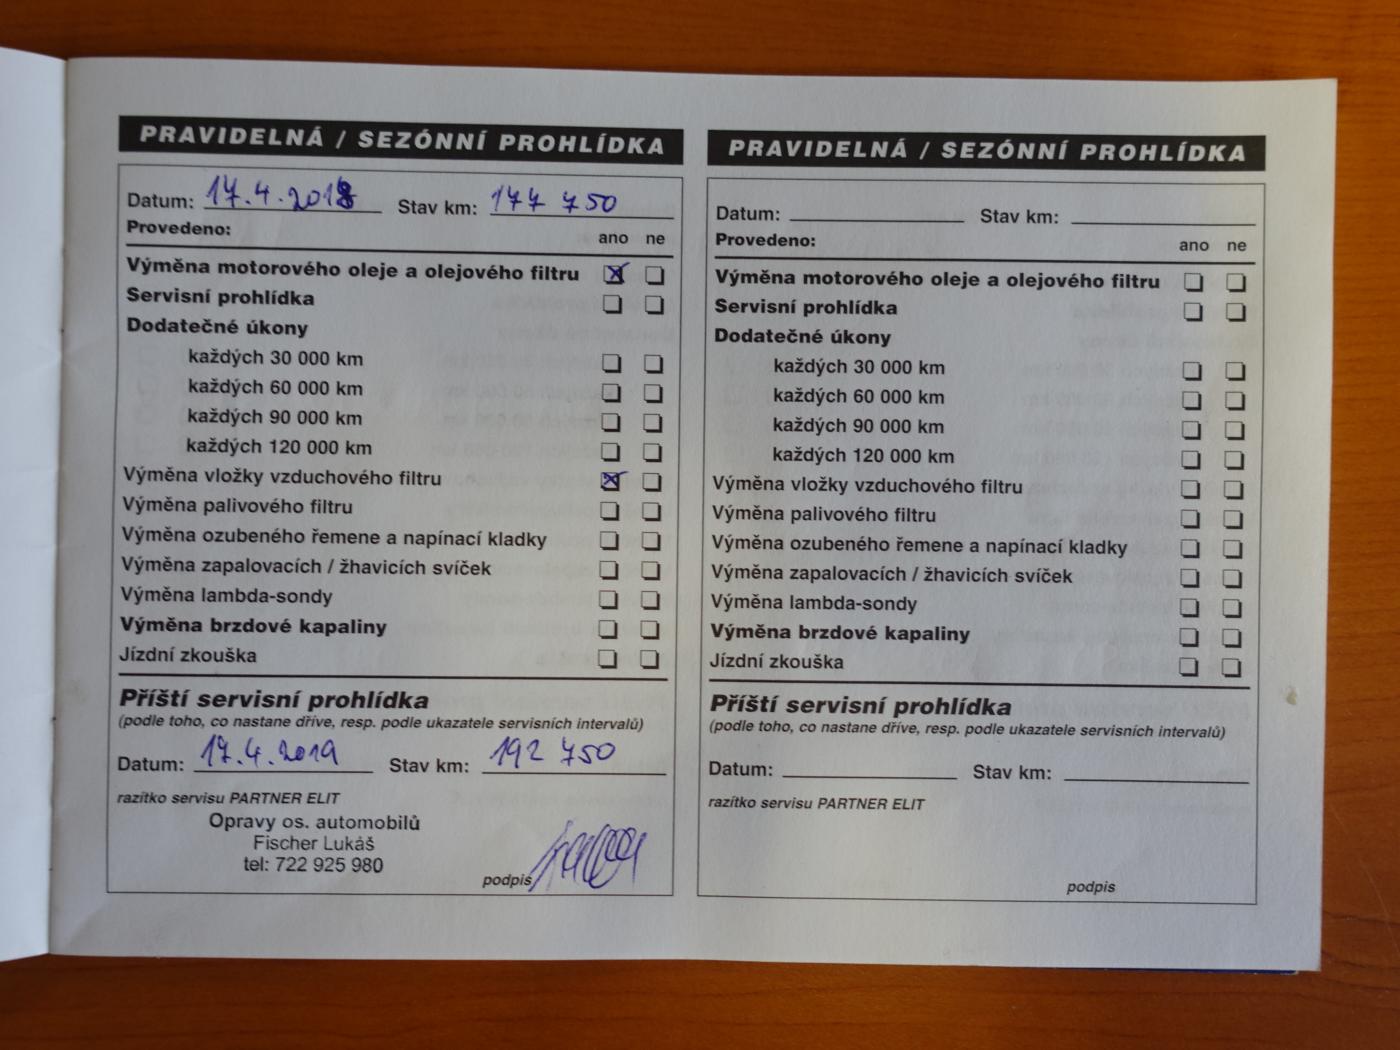 PRAVIDELNÁ / SEZÓNNÍ PROHLÍDKA
Datum: 17.4.2018 Stav km: 177 750
Provedeno: ano ne
Výměna motorového oleje a olejového filtru
Servisní prohlídka
Dodatečné úkony
každých 30 000 km
každých 60 000 km
každých 90 000 km
každých 120 000 km
Výměna vložky vzduchového filtru
Výměna palivového filtru
Výměna ozubeného řemene a napínací kladky
Výměna zapalovacích / žhavicích svíček
Výměna lambda-sondy
Výměna brzdové kapaliny
Jízdní zkouška
Příští servisní prohlídka
(podle toho, co nastane dříve, resp. podle ukazatele servisních intervalů)
Datum: 17.4.2019 Stav km: 192 750
razítko servisu PARTNER ELIT
Opravy os. automobilů
Fischer Lukáš
tel: 722 925 980
podpis
PRAVIDELNÁ / SEZÓNNÍ PROHLÍDKA
Datum: Stav km:
Provedeno: ano ne
Výměna motorového oleje a olejového filtru
Servisní prohlídka
Dodatečné úkony
každých 30 000 km
každých 60 000 km
každých 90 000 km
každých 120 000 km
Výměna vložky vzduchového filtru
Výměna palivového filtru
Výměna ozubeného řemene a napínací kladky
Výměna zapalovacích / žhavicích svíček
Výměna lambda-sondy
Výměna brzdové kapaliny
Jízdní zkouška
Příští servisní prohlídka
(podle toho, co nastane dříve, resp. podle ukazatele servisních intervalů)
Datum: Stav km:
razítko servisu PARTNER ELIT
podpis